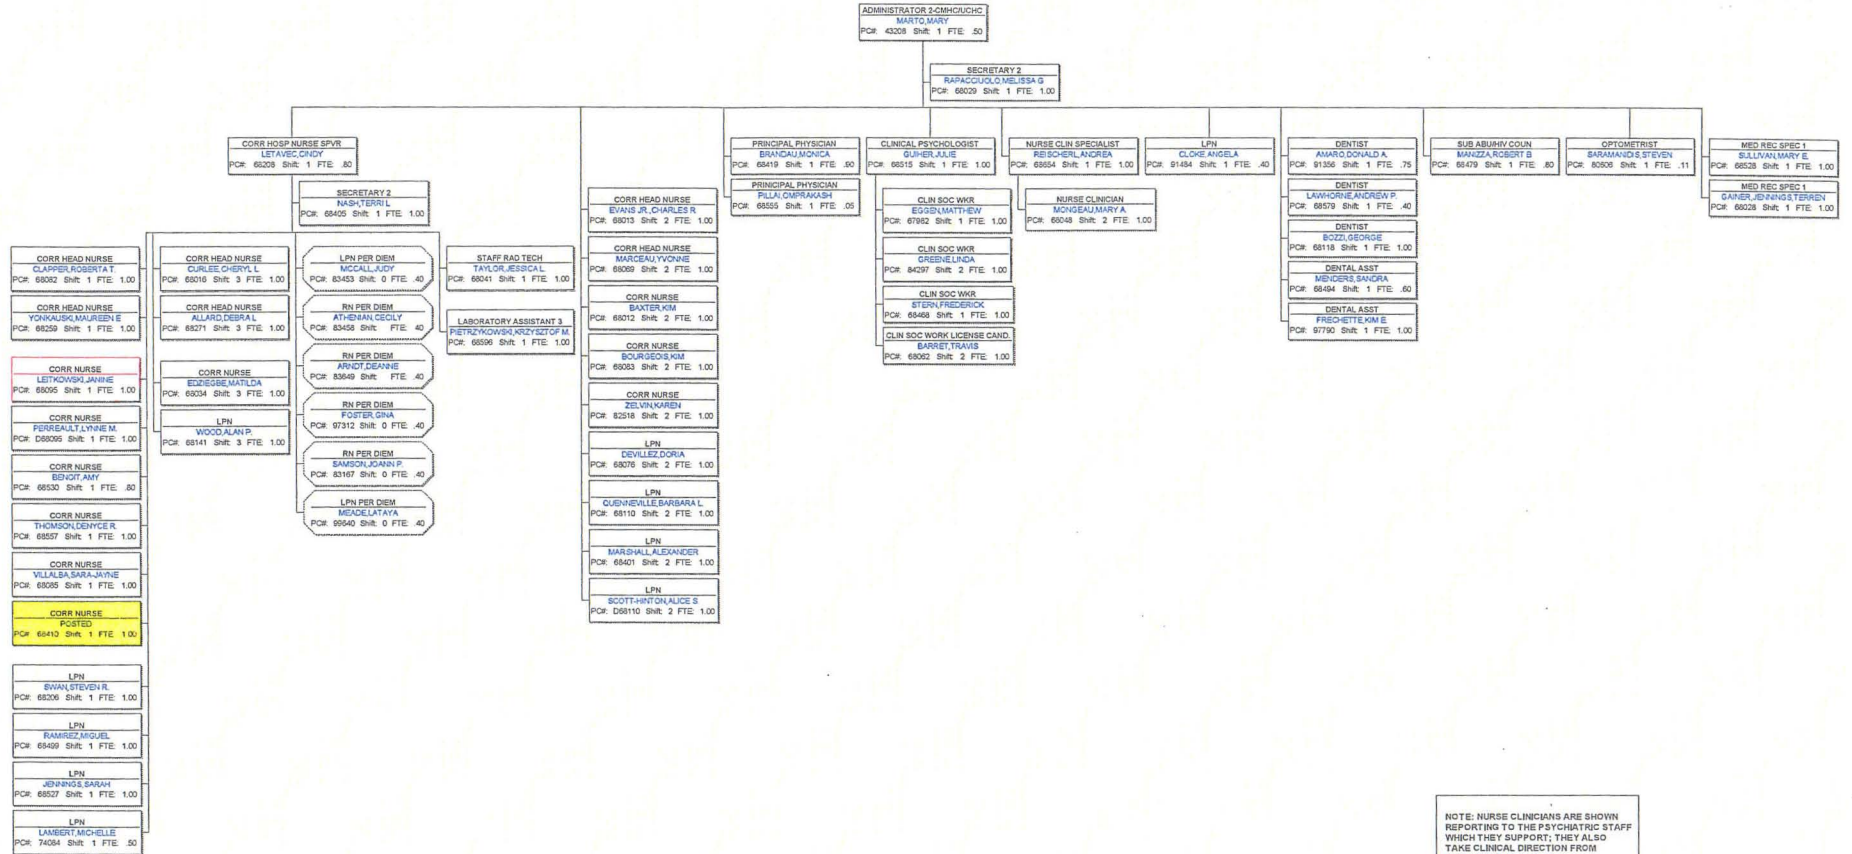 ADMINISTRATOR 2-CMHC/UCHC
MARTO,MARY
PC#: 43208 Shift: 1 FTE: .50
SECRETARY 2
RAPACCIUOLO,MELISSA G
PC#: 68029 Shift: 1 FTE: 1.00
CORR HOSP NURSE SPVR
LETAVEC,CINDY
PC#: 68208 Shift: 1 FTE: .80
SECRETARY 2
NASH,TERRI L
PC#: 68405 Shift: 1 FTE: 1.00
CORR HEAD NURSE
CLAPPER,ROBERTA T.
PC#: 68082 Shift: 1 FTE: 1.00
CORR HEAD NURSE
YONKAUSKI,MAUREEN E
PC#: 68259 Shift: 1 FTE: 1.00
CORR NURSE
LEITKOWSKI,JANINE
PC#: 68095 Shift: 1 FTE: 1.00
CORR NURSE
PERREAULT,LYNNE M.
PC#: D68095 Shift: 1 FTE: 1.00
CORR NURSE
BENOIT,AMY
PC#: 68530 Shift: 1 FTE: .80
CORR NURSE
THOMSON,DENYCE R.
PC#: 68557 Shift: 1 FTE: 1.00
CORR NURSE
VILLALBA,SARA-JAYNE
PC#: 68085 Shift: 1 FTE: 1.00
CORR NURSE
POSTED
PC# 68410 Shift: 1 FTE 1.00
LPN
SWAN,STEVEN R.
PC#: 68206 Shift: 1 FTE: 1.00
LPN
RAMIREZ,MIGUEL
PC#: 68499 Shift: 1 FTE: 1.00
LPN
JENNINGS,SARAH
PC#: 68527 Shift: 1 FTE: 1.00
LPN
LAMBERT,MICHELLE
PC#: 74084 Shift: 1 FTE: .50
CORR HEAD NURSE
CURLEE,CHERYL L
PC#: 68016 Shift: 3 FTE: 1.00
CORR HEAD NURSE
ALLARD,DEBRA L
PC#: 68271 Shift: 3 FTE: 1.00
CORR NURSE
EDZIEGBE,MATILDA
PC#: 68034 Shift: 3 FTE: 1.00
LPN
WOOD,ALAN P.
PC#: 68141 Shift: 3 FTE: 1.00
LPN PER DIEM
MCCALL,JUDY
PC#: 83453 Shift: 0 FTE: .40
RN PER DIEM
ATHENIAN,CECILY
PC#: 83458 Shift: FTE: .40
RN PER DIEM
ARNDT,DEANNE
PC#: 83649 Shift: FTE: .40
RN PER DIEM
FOSTER,GINA
PC#: 97312 Shift: 0 FTE: .40
RN PER DIEM
SAMSON,JOANN P.
PC#: 83167 Shift: 0 FTE: .40
LPN PER DIEM
MEADE,LATAYA
PC#: 99640 Shift: 0 FTE: .40
STAFF RAD TECH
TAYLOR,JESSICA L
PC#: 68041 Shift: 1 FTE: 1.00
LABORATORY ASSISTANT 3
PIETRZYKOWSKI,KRZYSZTOF M.
PC#: 68596 Shift: 1 FTE: 1.00
CORR HEAD NURSE
EVANS JR.,CHARLES R
PC#: 68013 Shift: 2 FTE: 1.00
CORR HEAD NURSE
MARCEAU,YVONNE
PC#: 68069 Shift: 2 FTE: 1.00
CORR NURSE
BAXTER,KIM
PC#: 68012 Shift: 2 FTE: 1.00
CORR NURSE
BOURGEOIS,KIM
PC#: 68083 Shift: 2 FTE: 1.00
CORR NURSE
ZELVIN,KAREN
PC#: 82518 Shift: 2 FTE: 1.00
LPN
DEVILLEZ,DORIA
PC#: 68076 Shift: 2 FTE: 1.00
LPN
QUENNEVILLE,BARBARA L
PC#: 68110 Shift: 2 FTE: 1.00
LPN
MARSHALL,ALEXANDER
PC#: 68401 Shift: 2 FTE: 1.00
LPN
SCOTT-HINTON,ALICE S
PC#: D68110 Shift: 2 FTE: 1.00
PRINCIPAL PHYSICIAN
BRANDAU,MONICA
PC#: 68419 Shift: 1 FTE: .90
PRINICIPAL PHYSICIAN
PILLAI,OMPRAKASH
PC#: 68555 Shift: 1 FTE: .05
CLINICAL PSYCHOLOGIST
GUIHER,JULIE
PC#: 68515 Shift: 1 FTE: 1.00
CLIN SOC WKR
EGGEN,MATTHEW
PC#: 67982 Shift: 1 FTE: 1.00
CLIN SOC WKR
GREENE,LINDA
PC#: 84297 Shift: 2 FTE: 1.00
CLIN SOC WKR
STERN,FREDERICK
PC#: 68468 Shift: 1 FTE: 1.00
CLIN SOC WORK LICENSE CAND.
BARRET,TRAVIS
PC#: 68062 Shift: 2 FTE: 1.00
NURSE CLIN SPECIALIST
REISCHERL,ANDREA
PC#: 68654 Shift: 1 FTE: 1.00
NURSE CLINICIAN
MONGEAU,MARY A.
PC#: 68048 Shift: 2 FTE: 1.00
LPN
CLOKE,ANGELA
PC#: 91484 Shift: 1 FTE: .40
DENTIST
AMARO,DONALD A.
PC#: 91356 Shift: 1 FTE: .75
DENTIST
LAWHORNE,ANDREW P.
PC#: 68579 Shift: 1 FTE: .40
DENTIST
BOZZI,GEORGE
PC#: 68118 Shift: 1 FTE: 1.00
DENTAL ASST
MENDERS,SANDRA
PC#: 68494 Shift: 1 FTE: .60
DENTAL ASST
FRECHETTE,KIM E
PC#: 97790 Shift: 1 FTE: 1.00
SUB ABU/HIV COUN
MANIZZA,ROBERT B
PC#: 68479 Shift: 1 FTE: .80
OPTOMETRIST
SARAMANIDIS,STEVEN
PC#: 80606 Shift: 1 FTE: .11
MED REC SPEC 1
SULLIVAN,MARY E.
PC#: 68528 Shift: 1 FTE: 1.00
MED REC SPEC 1
GAINER,JENNINGS,TERREN
PC#: 68028 Shift: 1 FTE: 1.00
NOTE: NURSE CLINICIANS ARE SHOWN
REPORTING TO THE PSYCHIATRIC STAFF
WHICH THEY SUPPORT; THEY ALSO
TAKE CLINICAL DIRECTION FROM